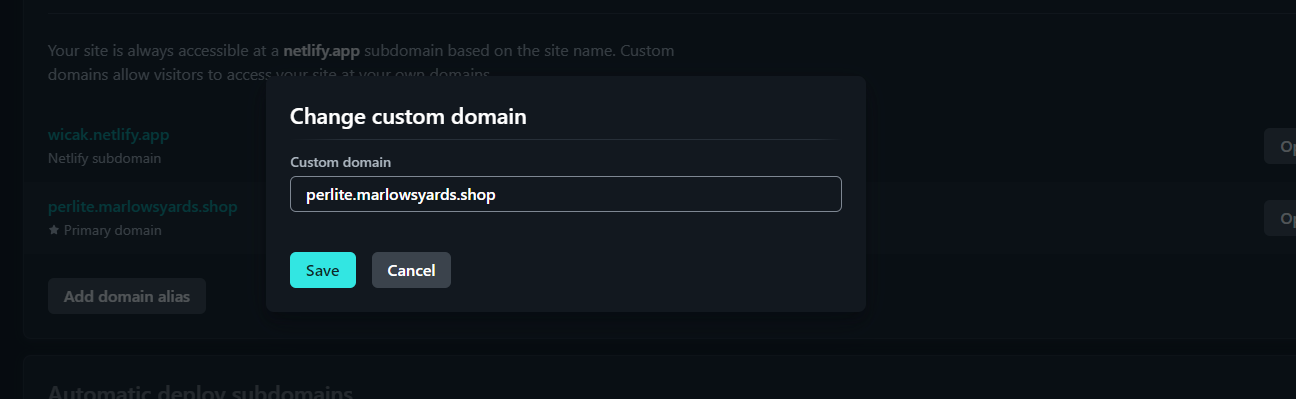 Your site is always accessible at a netlify.app subdomain based on the site name. Custom
domains allow visitors to access your site at your own domains.
Change custom domain
wicak.netlify.app
Netlify subdomain
Custom domain
perlite.marlowsyards.shop
perlite.marlowsyards.shop
Primary domain
Save Cancel
Add domain alias
Automatic deploy subdomains